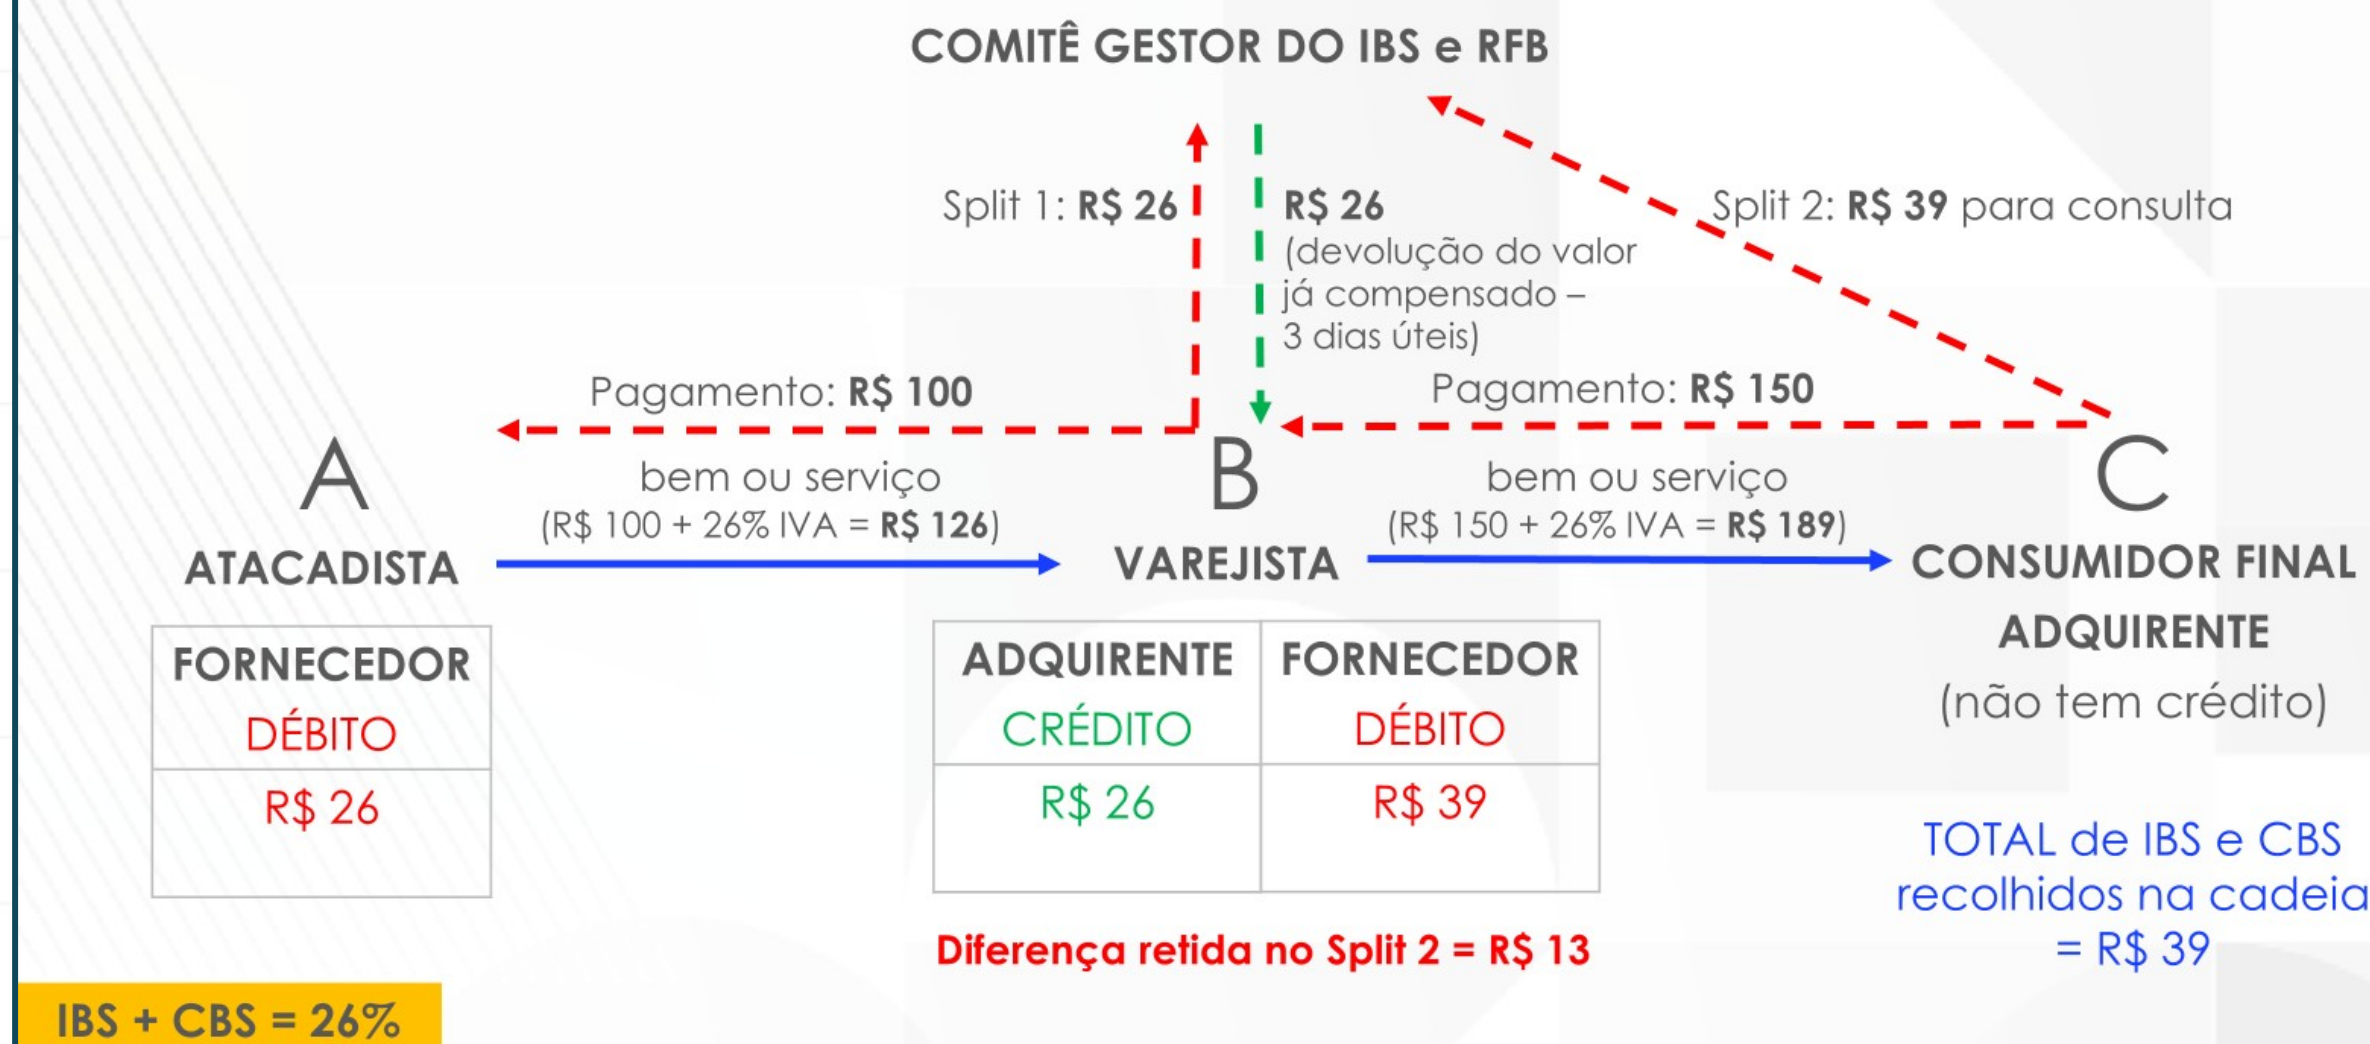 COMITÊ GESTOR DO IBS e RFB
Split 1: R$ 26
R$ 26
(devolução do valor
já compensado –
3 dias úteis)
Split 2: R$ 39 para consulta
Pagamento: R$ 100
Pagamento: R$ 150
A
bem ou serviço
(R$ 100 + 26% IVA = R$ 126)
B
bem ou serviço
(R$ 150 + 26% IVA = R$ 189)
C
ATACADISTA
VAREJISTA
CONSUMIDOR FINAL
ADQUIRENTE
(não tem crédito)
FORNECEDOR
DÉBITO
R$ 26
ADQUIRENTE
CRÉDITO
R$ 26
FORNECEDOR
DÉBITO
R$ 39
Diferença retida no Split 2 = R$ 13
TOTAL de IBS e CBS
recolhidos na cadeia
= R$ 39
IBS + CBS = 26%